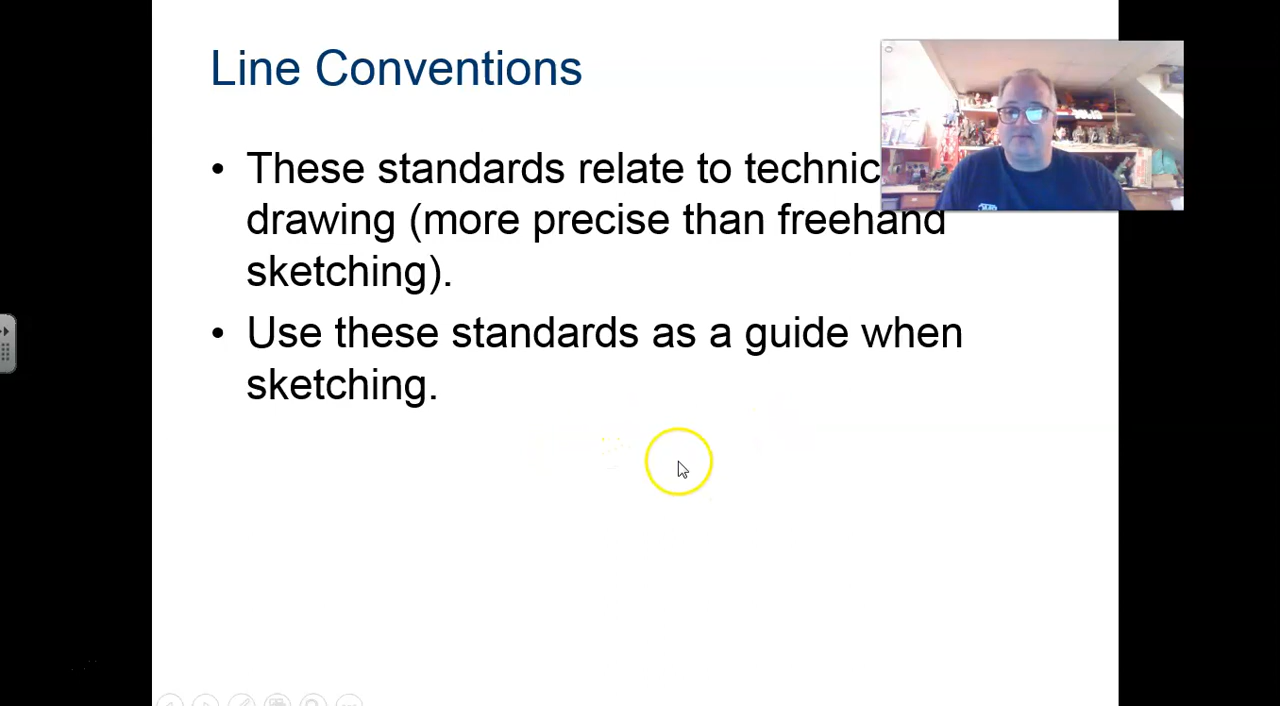 Line Conventions
• These standards relate to technic
drawing (more precise than freehand
sketching).
• Use these standards as a guide when
sketching.